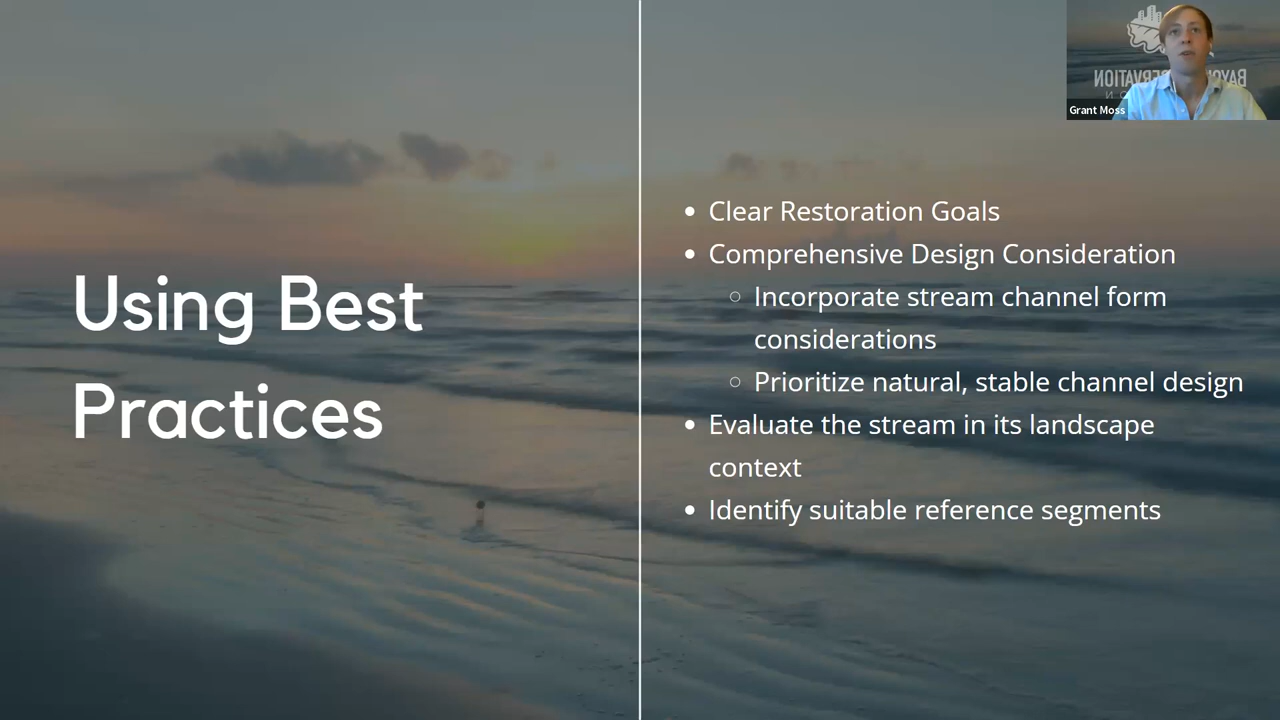 Grant Moss
Using Best
Practices
Clear Restoration Goals
Comprehensive Design Consideration
Incorporate stream channel form
considerations
Prioritize natural, stable channel design
Evaluate the stream in its landscape
context
Identify suitable reference segments